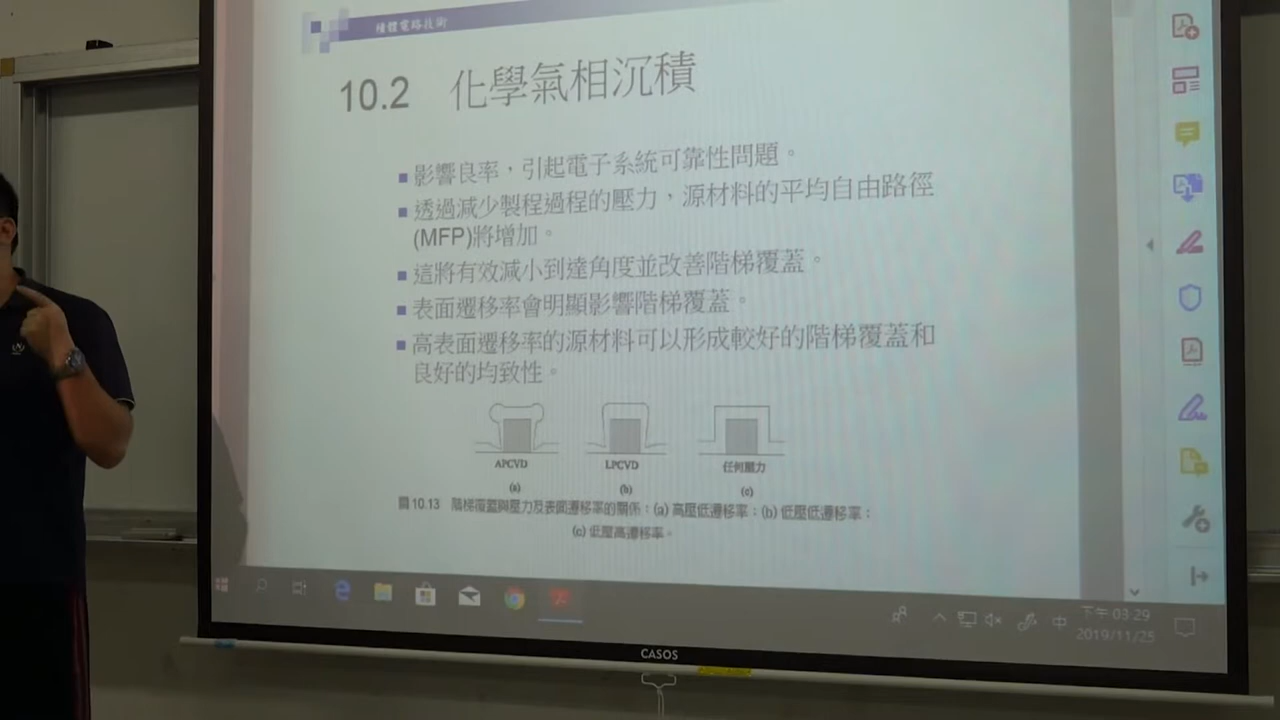 積體電路技術
10.2 化學氣相沉積
影響良率，引起電子系統可靠性問題。
透過減少製程過程的壓力，源材料的平均自由路徑
(MFP)將增加。
這將有效減小到達角度並改善階梯覆蓋。
表面遷移率會明顯影響階梯覆蓋。
高表面遷移率的源材料可以形成較好的階梯覆蓋和
良好的均致性。
APCVD LPCVD 任何壓力
(a) (b) (c)
圖10.13 階梯覆蓋與壓力及表面遷移率的關係：(a) 高壓低遷移率；(b) 低壓低遷移率；
(c) 低壓高遷移率。
中 下午 03:29
2019/11/25
CASOS